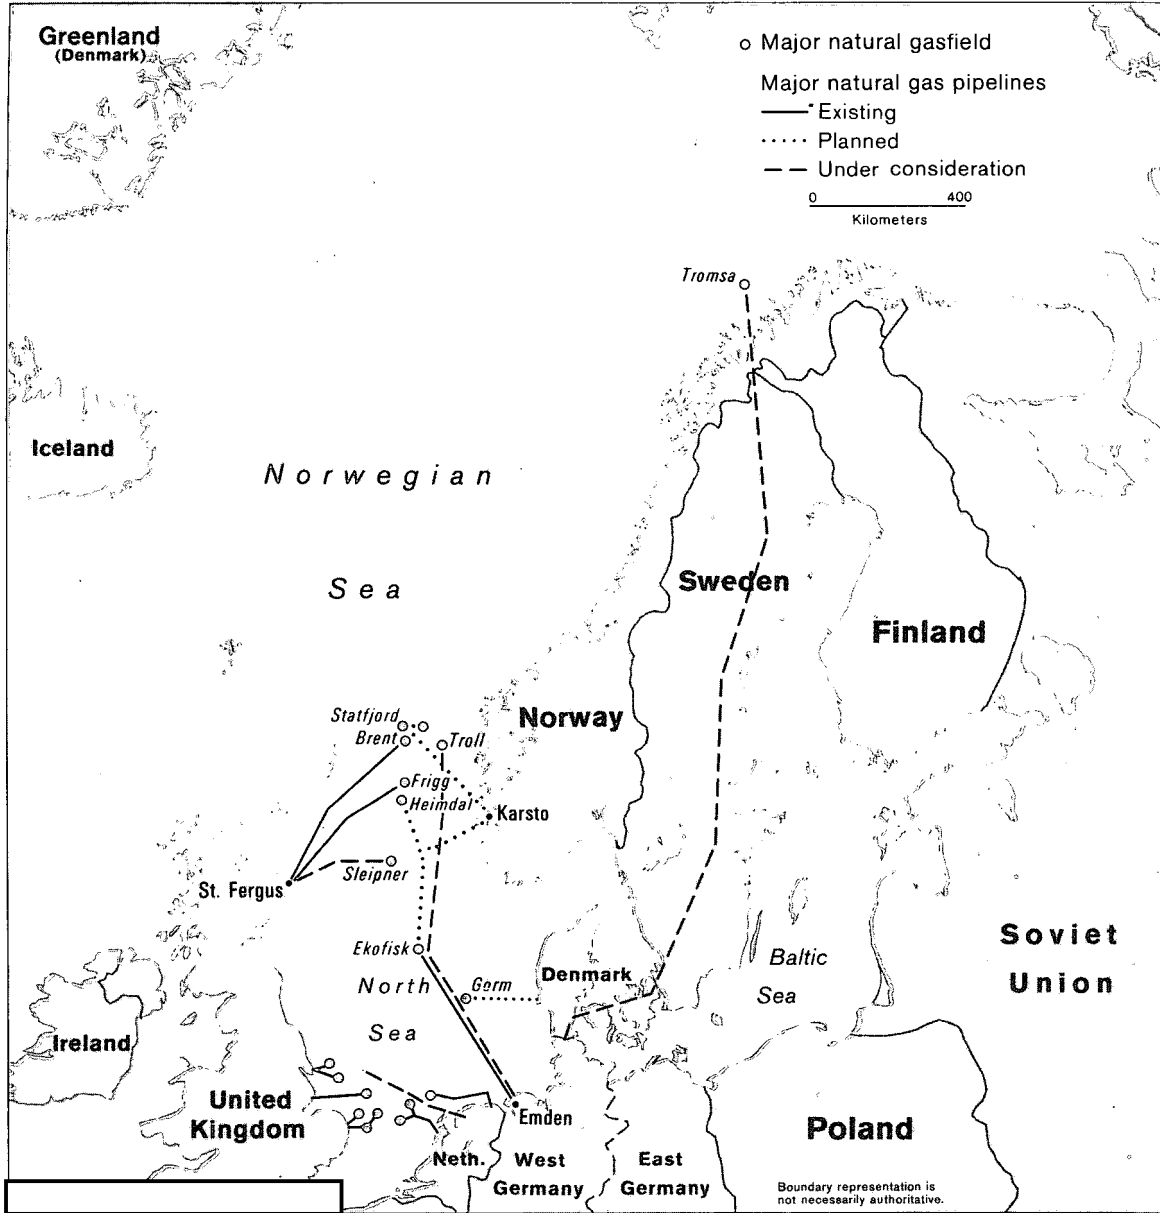 Greenland
(Denmark)
Major natural gasfield
Major natural gas pipelines
Existing
Planned
Under consideration
0 400
Kilometers
Tromsa
Iceland
Norwegian
Sea
Sweden
Finland
Norway
Statfjord
Brent
Troll
Frigg
Heimdal
Karsto
Sleipner
St. Fergus
Ekofisk
North
Sea
Gorm
Denmark
Baltic
Sea
Soviet
Union
Ireland
United
Kingdom
Emden
Neth.
West
Germany
East
Germany
Poland
Boundary representation is
not necessarily authoritative.